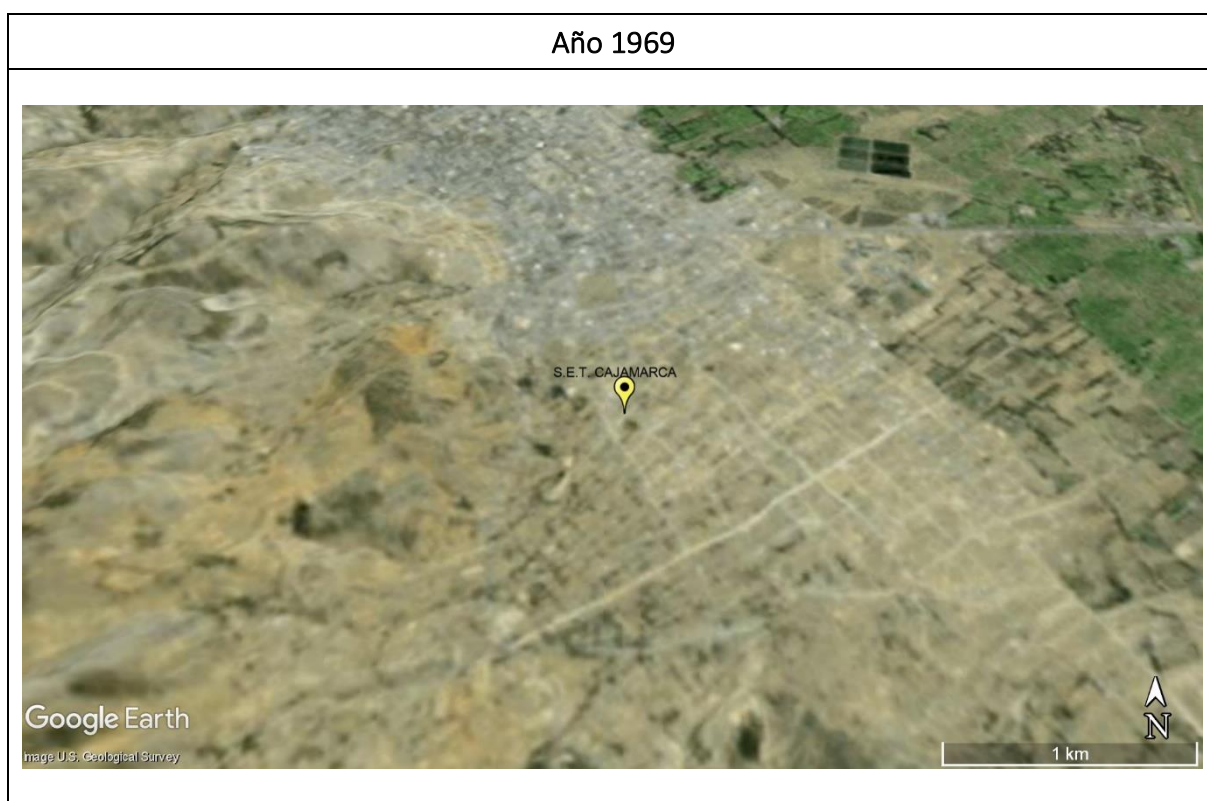 Año 1969
S.E.T. CAJAMARCA
Google Earth
Image U.S. Geological Survey
N
1 km